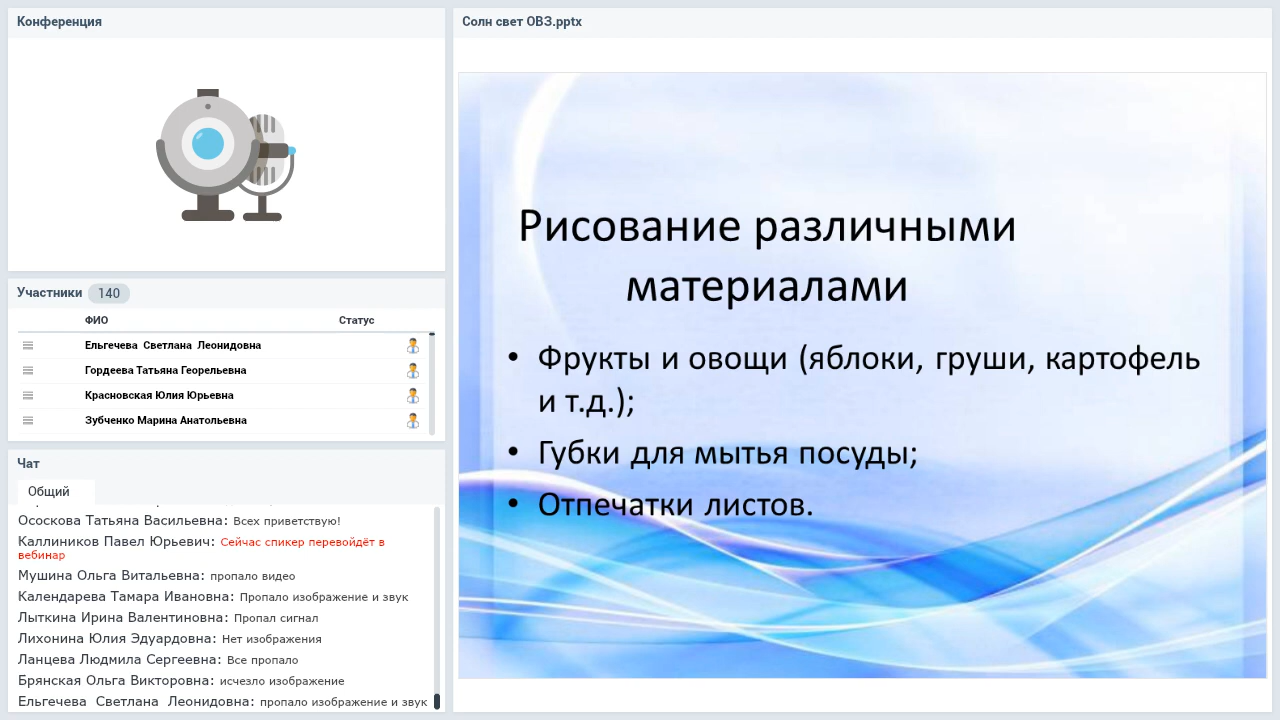 Конференция
Участники 140
ФИО Статус
Ельгечева Светлана Леонидовна
Гордеева Татьяна Георельевна
Красновская Юлия Юрьевна
Зубченко Марина Анатольевна
Чат
Общий
Ососкова Татьяна Васильевна: Всех приветствую!
Каллиников Павел Юрьевич: Сейчас спикер перевойдёт в
вебинар
Мушина Ольга Витальевна: пропало видео
Календарева Тамара Ивановна: Пропало изображение и звук
Лыткина Ирина Валентиновна: Пропал сигнал
Лихонина Юлия Эдуардовна: Нет изображения
Ланцева Людмила Сергеевна: Все пропало
Брянская Ольга Викторовна: исчезло изображение
Ельгечева Светлана Леонидовна: пропало изображение и звук
Солн свет ОВЗ.pptx
Рисование различными
материалами
• Фрукты и овощи (яблоки, груши, картофель
и т.д.);
• Губки для мытья посуды;
• Отпечатки листов.